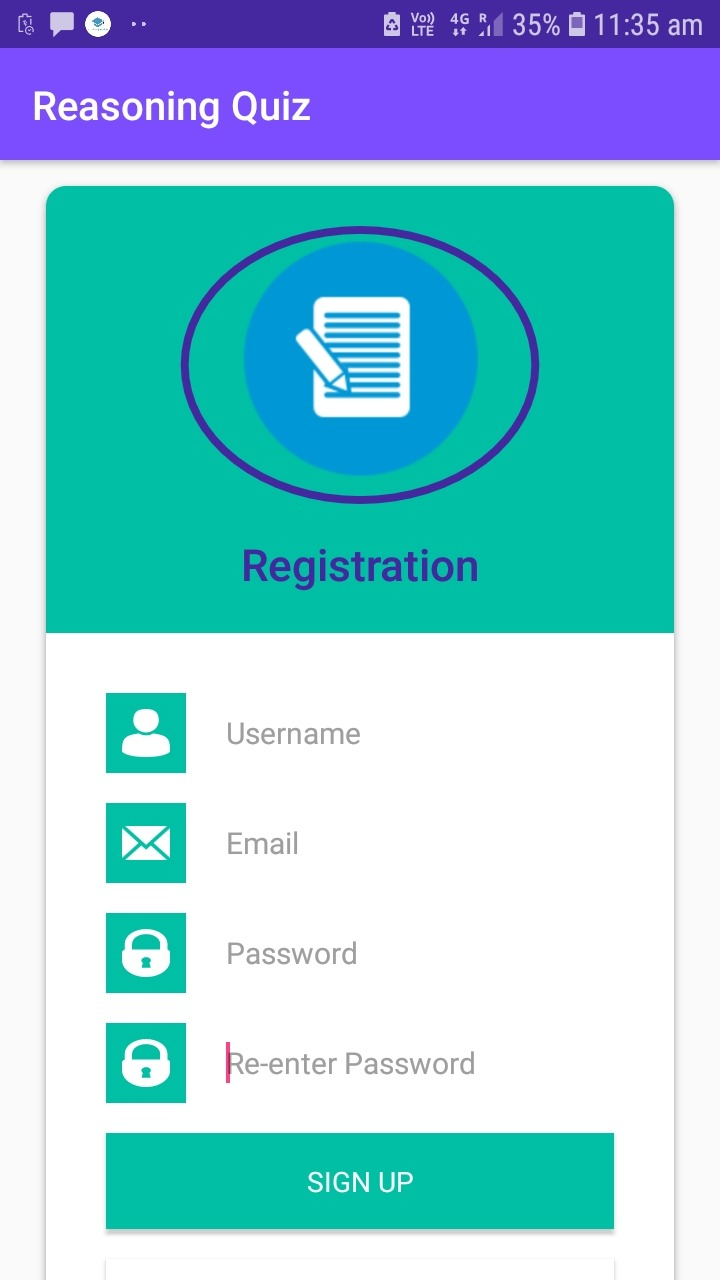 Vo)) LTE 4G R 35% 11:35 am
Reasoning Quiz
Registration
Username
Email
Password
Re-enter Password
SIGN UP